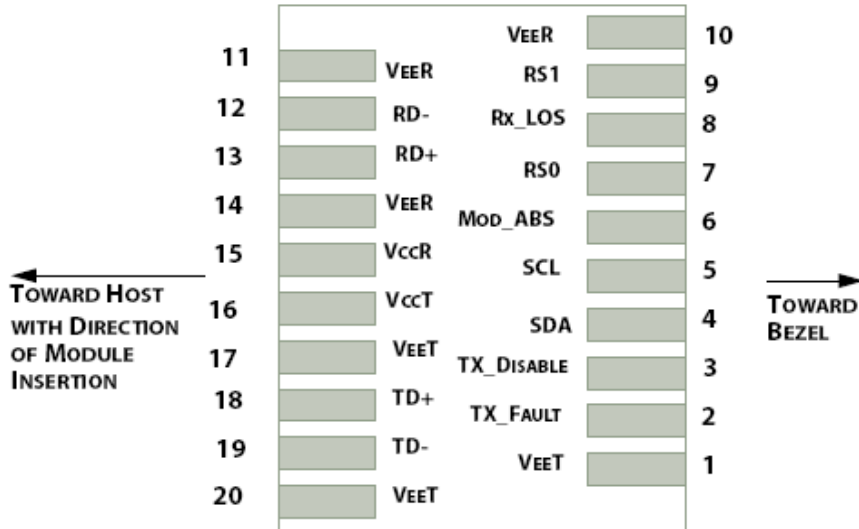 11
VEER
12
RD-
13
RD+
14
VEER
15
VCCR
16
VCCT
17
VEET
18
TD+
19
TD-
20
VEET
VEER
10
RS1
9
Rx_LOS
8
RS0
7
MOD_ABS
6
SCL
5
SDA
4
TX_DISABLE
3
TX_FAULT
2
VEET
1
TOWARD HOST
WITH DIRECTION
OF MODULE
INSERTION
TOWARD
BEZEL